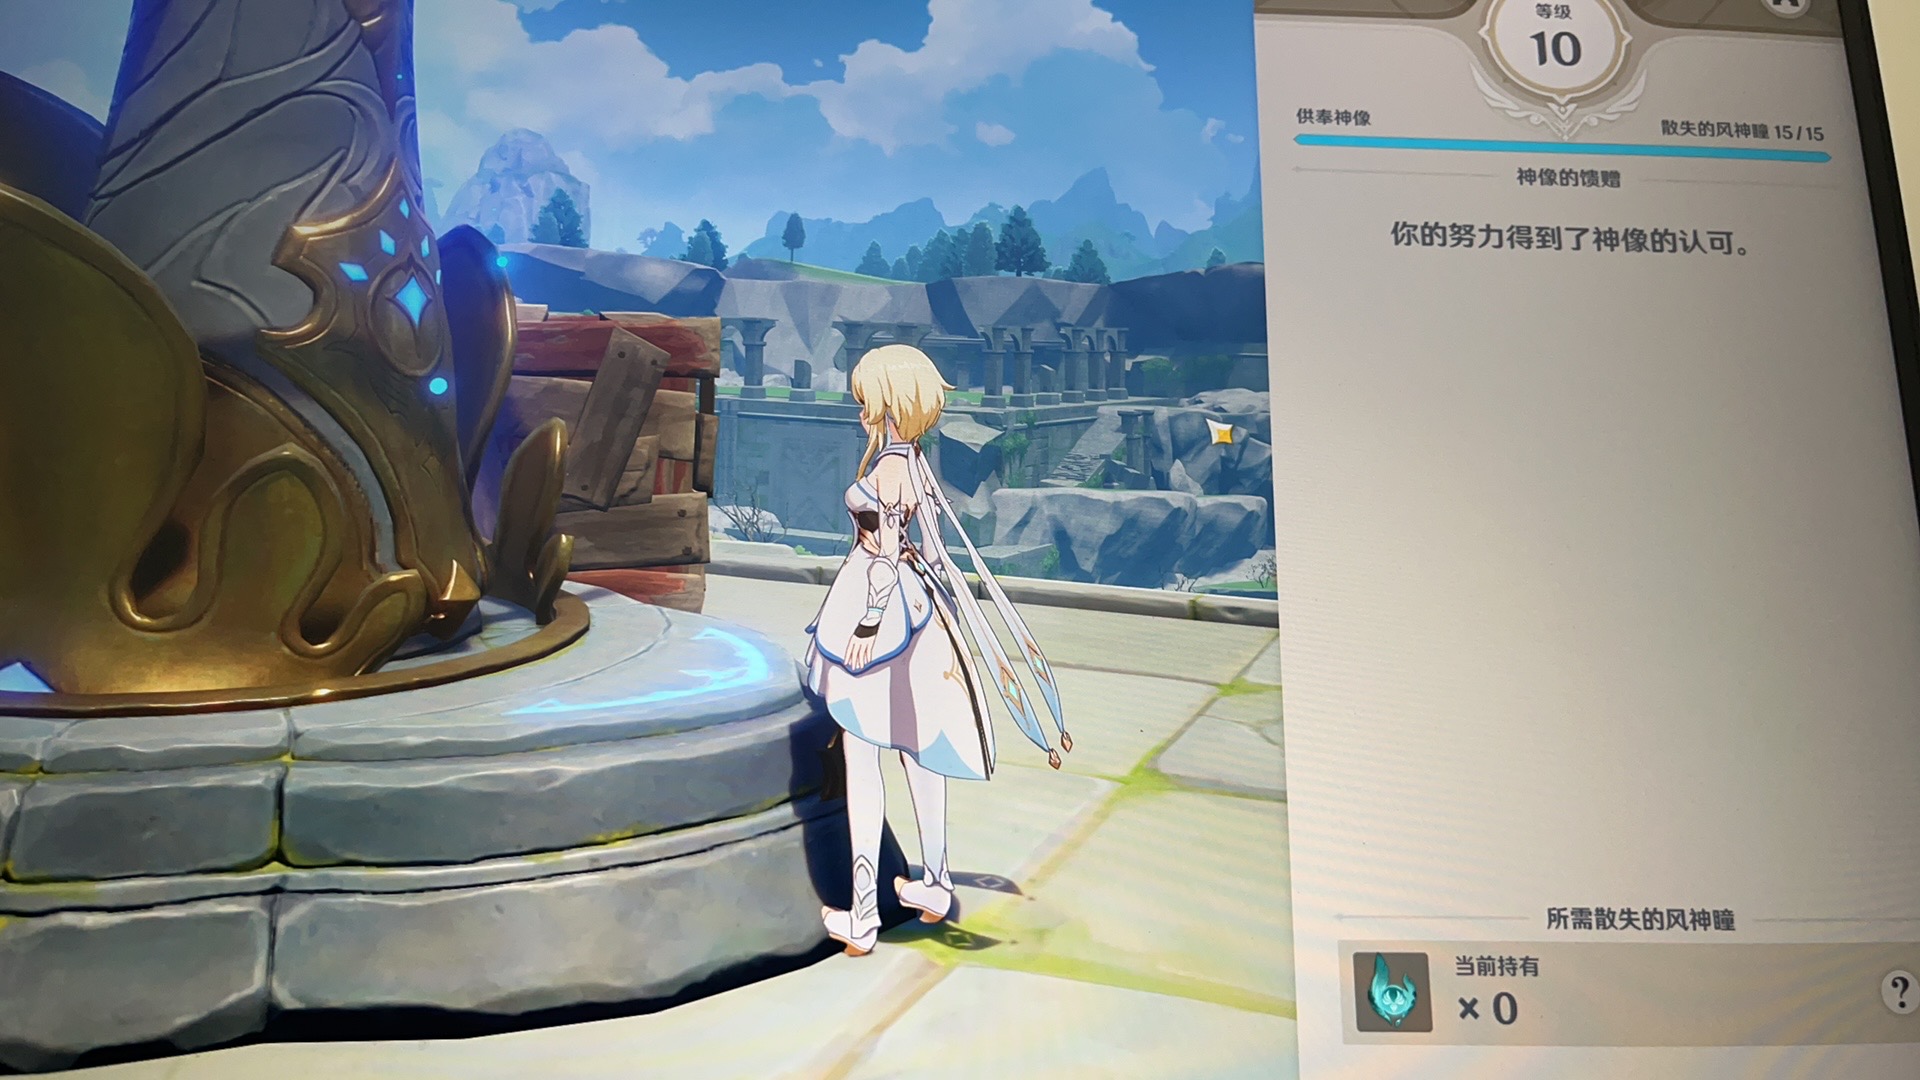 等级
10
供奉神像
散失的风神瞳 15/15
神像的馈赠
你的努力得到了神像的认可。
所需散失的风神瞳
当前持有
× 0
?